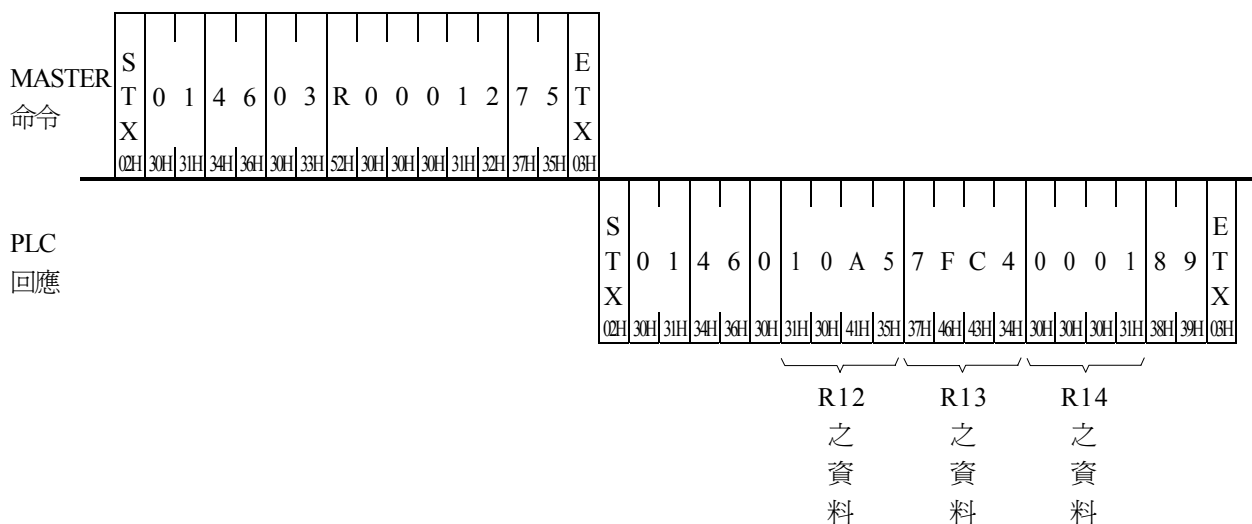 MASTER
命令
STX 0 1 4 6 0 3 R 0 0 0 1 2 7 5 ETX
02H 30H 31H 34H 36H 30H 33H 52H 30H 30H 30H 31H 32H 37H 35H 03H
PLC
回應
STX 0 1 4 6 0 1 0 A 5 7 F C 4 0 0 0 1 8 9 ETX
02H 30H 31H 34H 36H 30H 31H 30H 41H 35H 37H 46H 43H 34H 30H 30H 30H 31H 38H 39H 03H
R12
之
資
料
R13
之
資
料
R14
之
資
料